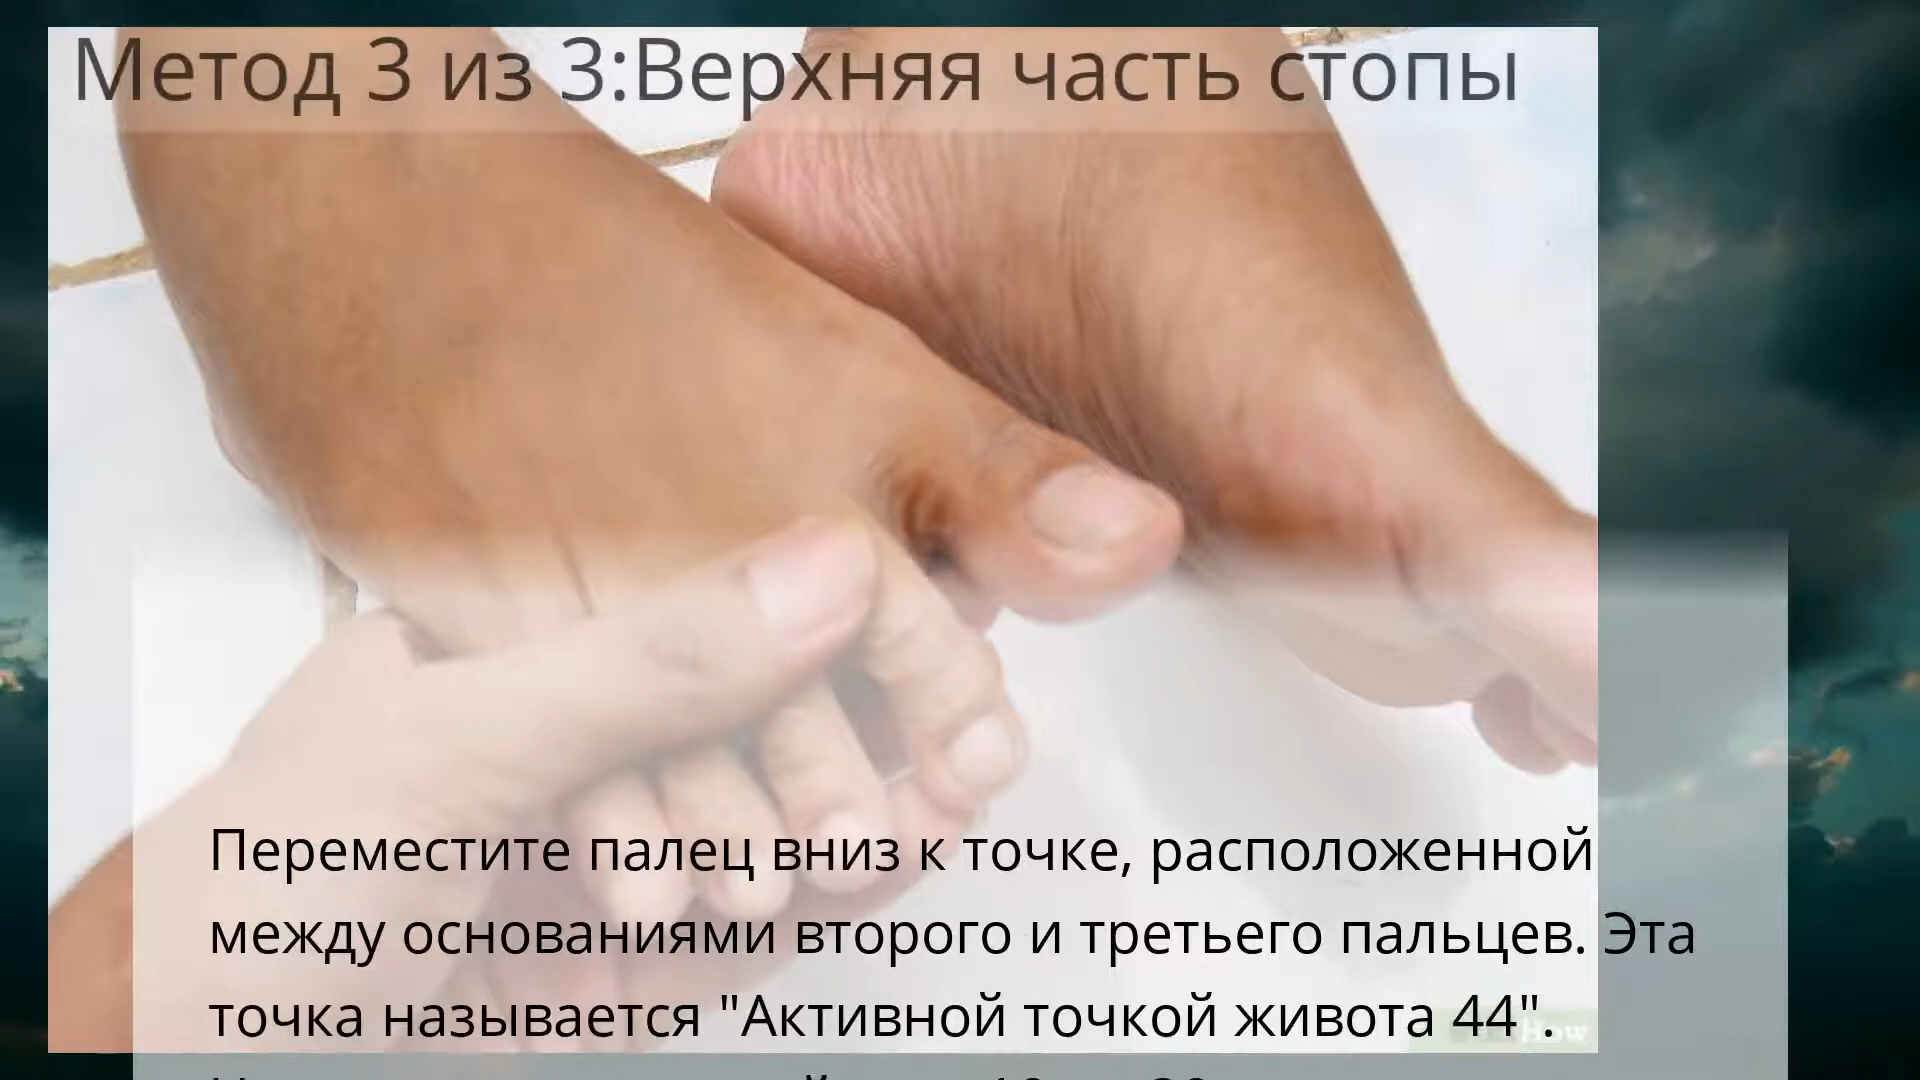 Метод 3 из 3:Верхняя часть стопы
Переместите палец вниз к точке, расположенной
между основаниями второго и третьего пальцев. Эта
точка называется "Активной точкой живота 44".
How